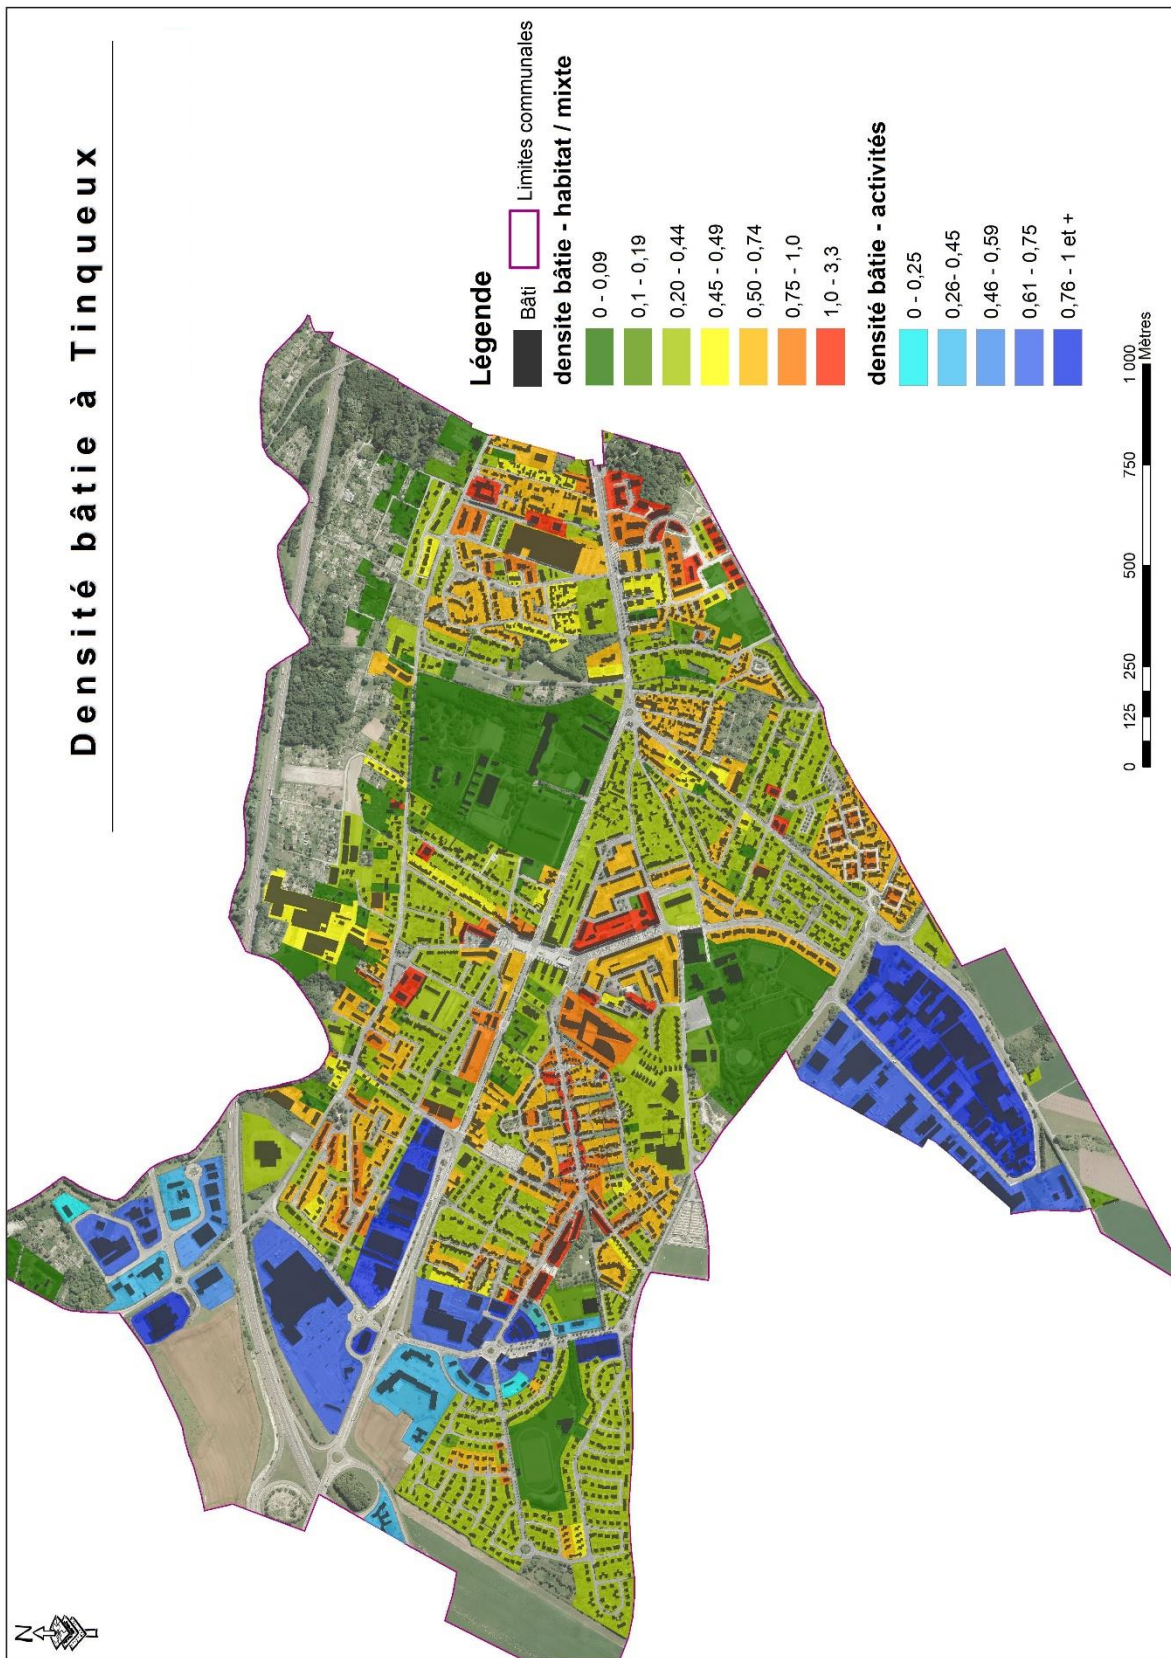 Densité bâtie à Tinqueux
Légende
Bâti
Limites communales
densite bâtie - habitat / mixte
0 - 0,09
0,1 - 0,19
0,20 - 0,44
0,45 - 0,49
0,50 - 0,74
0,75 - 1,0
1,0 - 3,3
densité bâtie - activités
0 - 0,25
0,26- 0,45
0,46 - 0,59
0,61 - 0,75
0,76 - 1 et +
0 125 250 500 750 1 000
Mètres
N